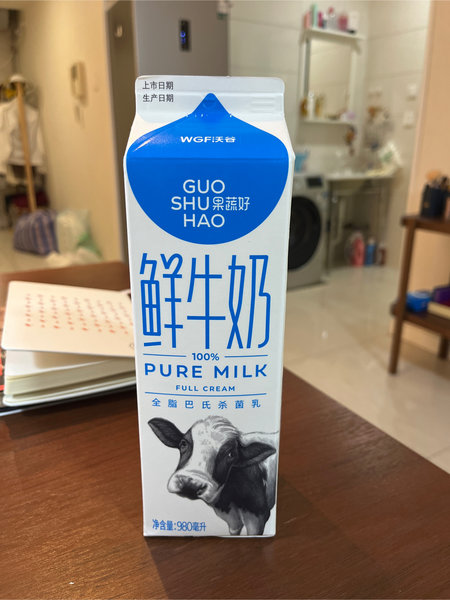 上市日期
生产日期
WGF沃谷
GUO
SHU果蔬好
HAO
鲜牛奶
100%
PURE MILK
FULL CREAM
全脂巴氏杀菌乳
净含量:980毫升